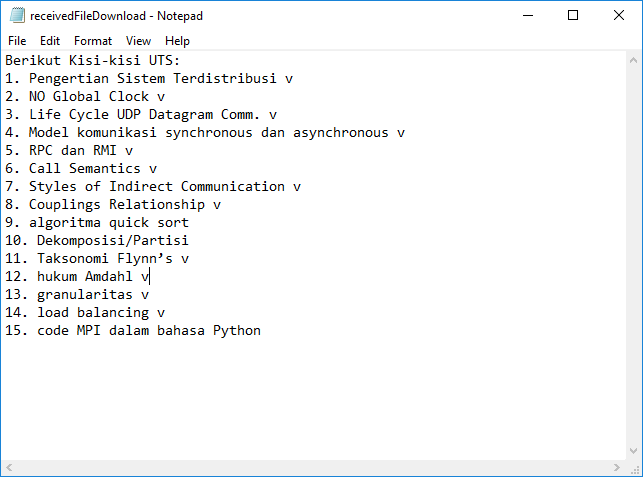 receivedFileDownload - Notepad
File Edit Format View Help
Berikut Kisi-kisi UTS:
1. Pengertian Sistem Terdistribusi v
2. NO Global Clock v
3. Life Cycle UDP Datagram Comm. v
4. Model komunikasi synchronous dan asynchronous v
5. RPC dan RMI v
6. Call Semantics v
7. Styles of Indirect Communication v
8. Couplings Relationship v
9. algoritma quick sort
10. Dekomposisi/Partisi
11. Taksonomi Flynn’s v
12. hukum Amdahl v
13. granularitas v
14. load balancing v
15. code MPI dalam bahasa Python